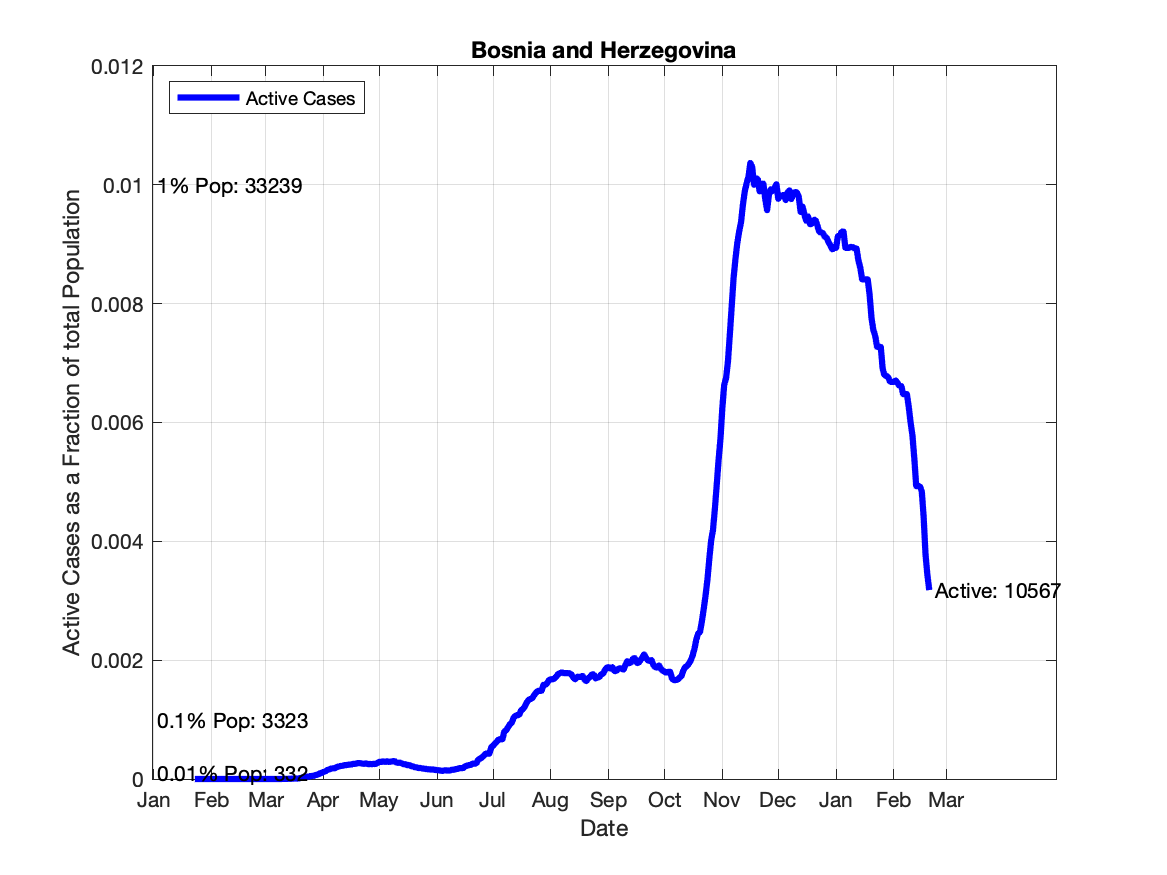 Bosnia and Herzegovina
0.012
Active Cases
0.01
1% Pop: 33239
0.008
0.006
0.004
Active: 10567
0.002
0.1% Pop: 3323
0.01% Pop: 332
0
Jan Feb Mar Apr May Jun Jul Aug Sep Oct Nov Dec Jan Feb Mar
Date
Active Cases as a Fraction of total Population